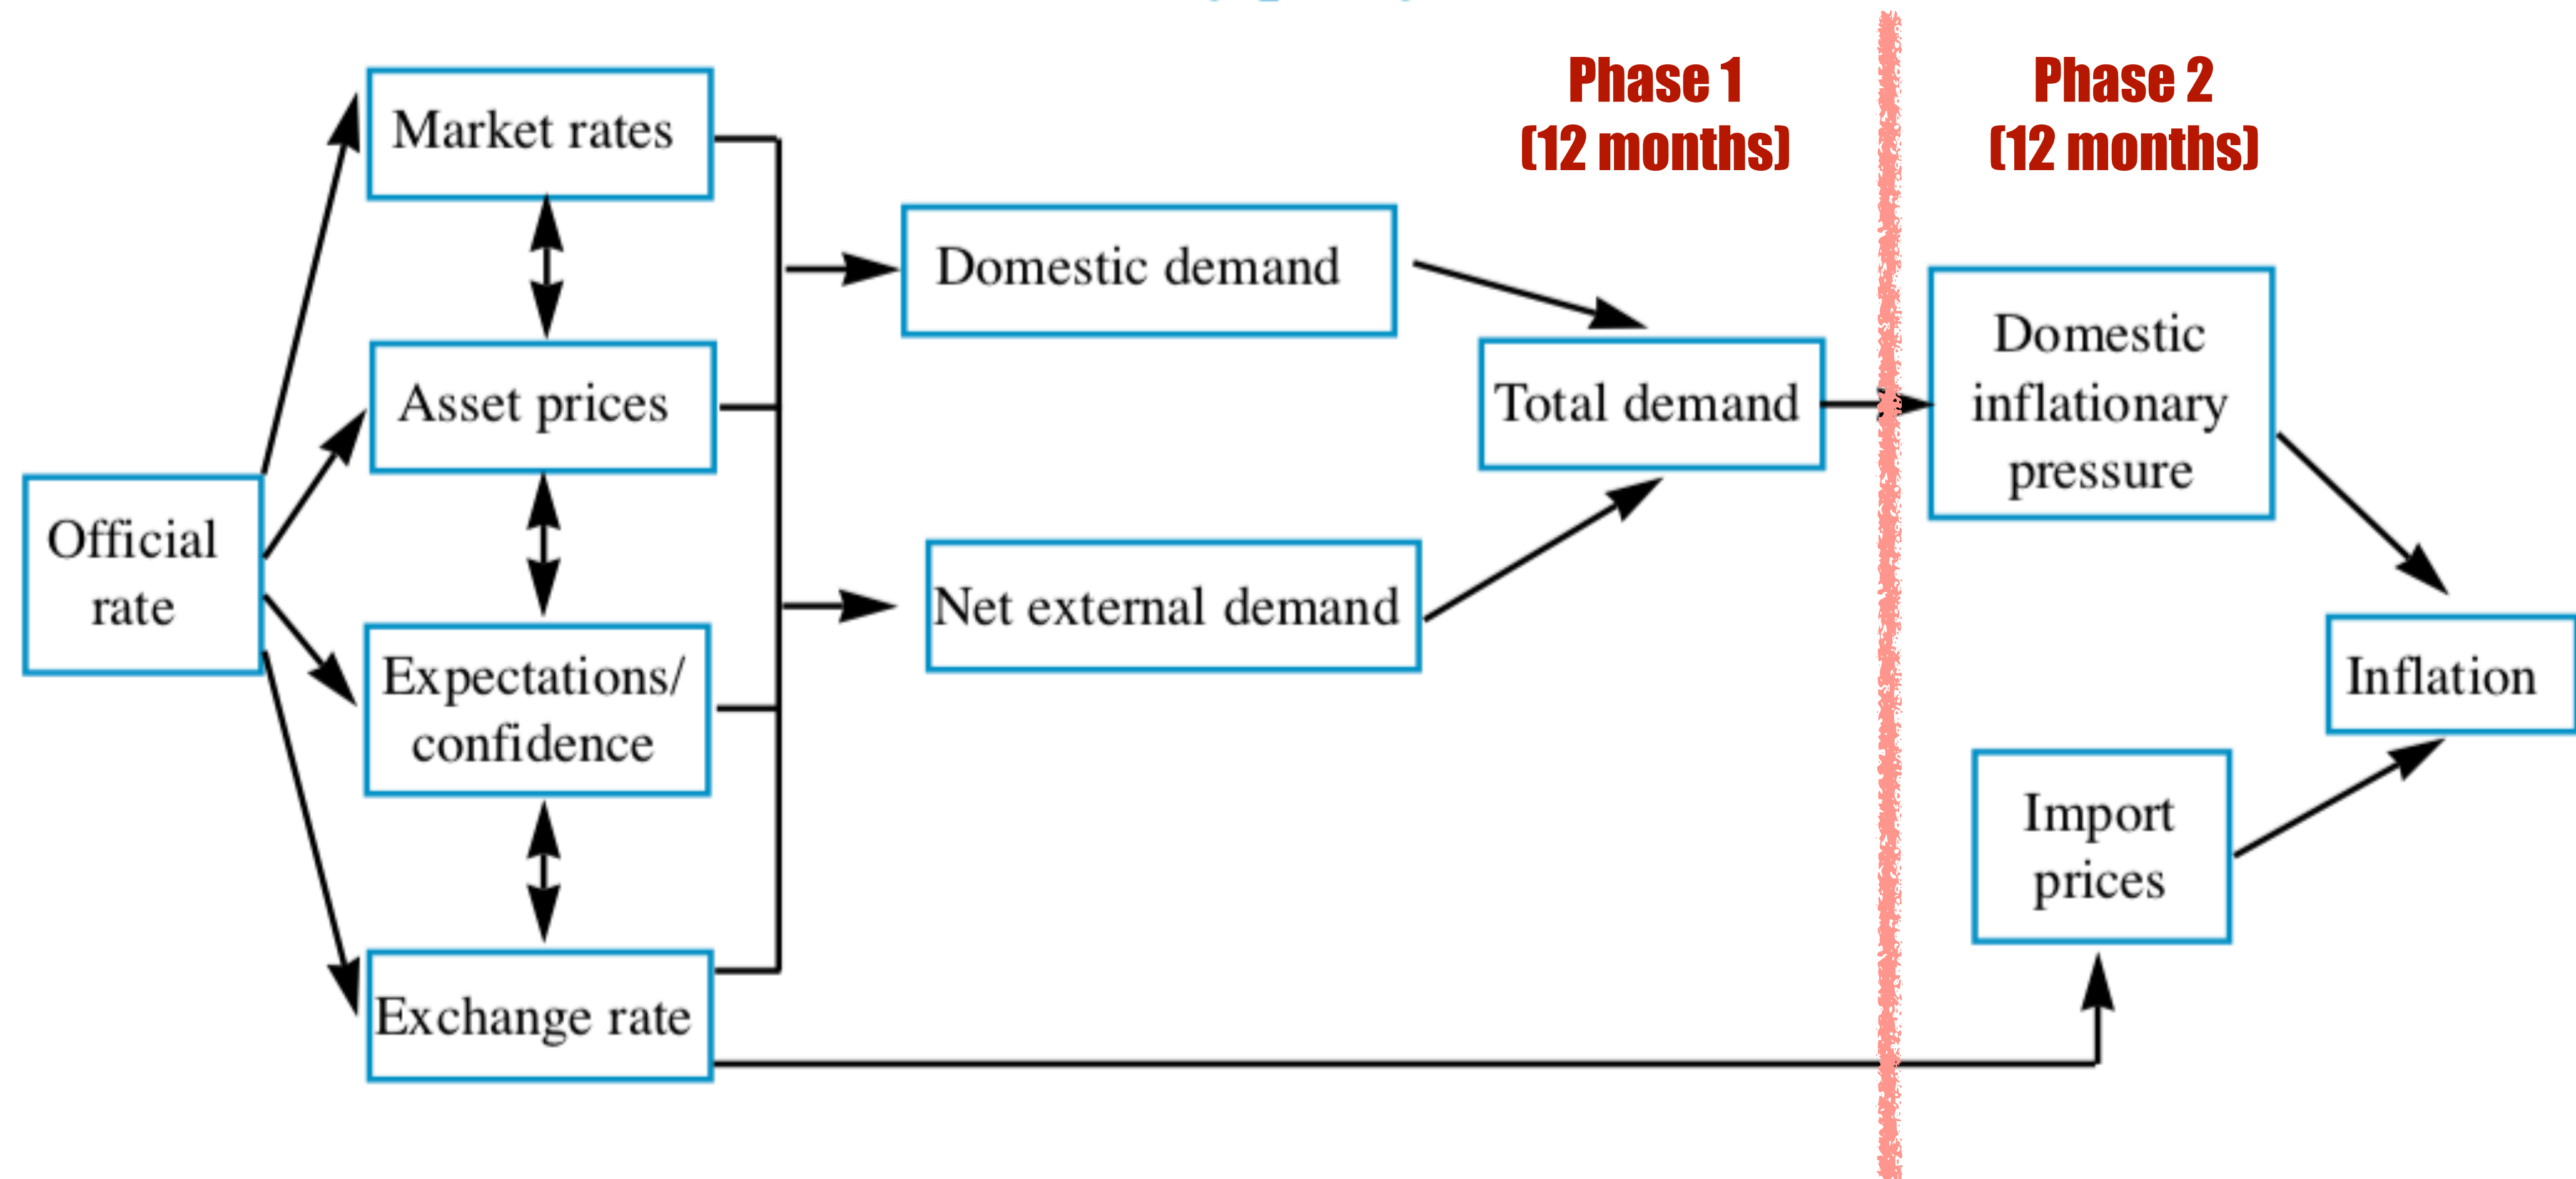 Phase 1
(12 months)
Phase 2
(12 months)
Market rates
Domestic demand
Asset prices
Total demand
Domestic
inflationary
pressure
Official
rate
Net external demand
Expectations/
confidence
Inflation
Import
prices
Exchange rate